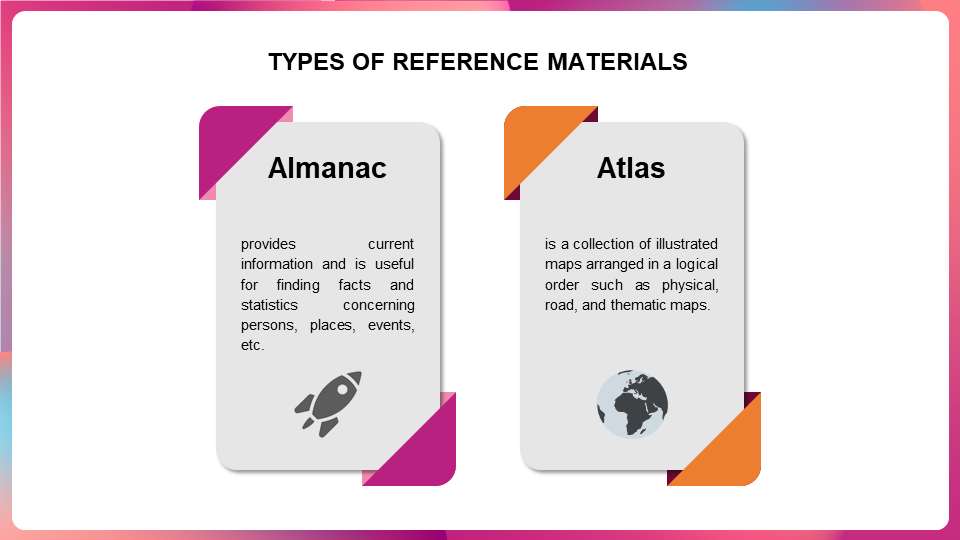 TYPES OF REFERENCE MATERIALS
Almanac
provides current
information and is useful
for finding facts and
statistics concerning
persons, places, events,
etc.
Atlas
is a collection of illustrated
maps arranged in a logical
order such as physical,
road, and thematic maps.